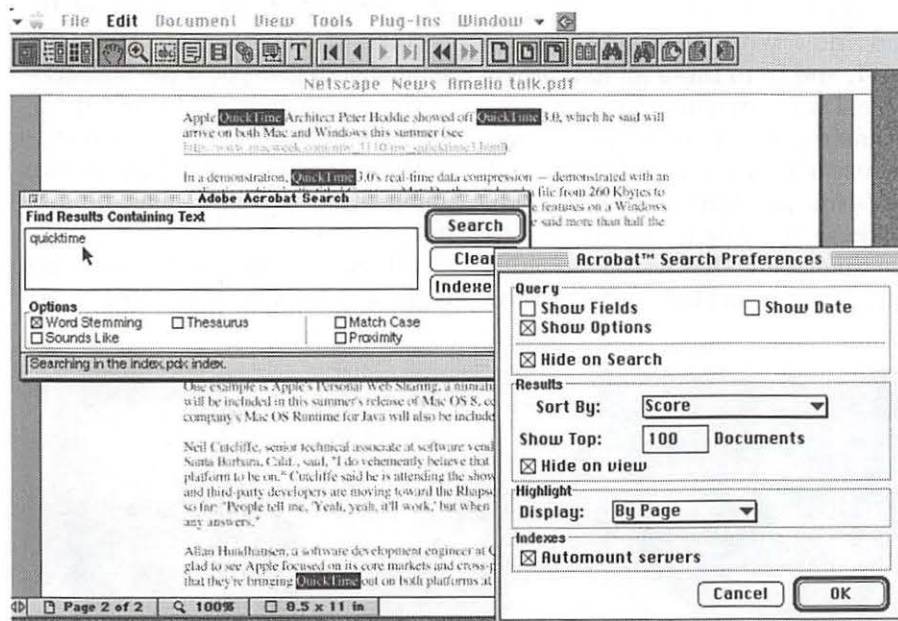 File Edit Document View Tools Plug-Ins Window
Netscape News Amelio talk.pdf
Apple QuickTime Architect Peter Hoddie showed off QuickTime 3.0, which he said will
arrive on both Mac and Windows this summer (see
In a demonstration, QuickTime 3.0's real-time data compression — demonstrated with an
a file from 260 Kbytes to
features on a Windows
said more than half the
Adobe Acrobat Search
Find Results Containing Text
quicktime
Search
Clear
Indexe
Options
Word Stemming Thesaurus Match Case
Sounds Like Proximity
Searching in the index.pdx index.
Acrobat™ Search Preferences
Query
Show Fields Show Date
Show Options
Hide on Search
Results
Sort By: Score
Show Top: 100 Documents
Hide on view
Highlight
Display: By Page
Indexes
Automount servers
Cancel OK
One example is Apple's Personal Web Sharing, a
will be included in this summer's release of Mac OS 8,
company's Mac OS Runtime for Java will also be include
Neil Cutcliffe, senior technical associate at software
Santa Barbara, Calif., said, "I do vehemently believe that
platform to be on." Cutcliffe said he is attending the show
and third-party developers are moving toward the
so far: "People tell me, 'Yeah, yeah, it'll work,' but when
any answers."
Allan Hundhausen, a software development engineer at
glad to see Apple focused on its core markets and
that they're bringing QuickTime out on both platforms at
Page 2 of 2 100% 8.5 x 11 in